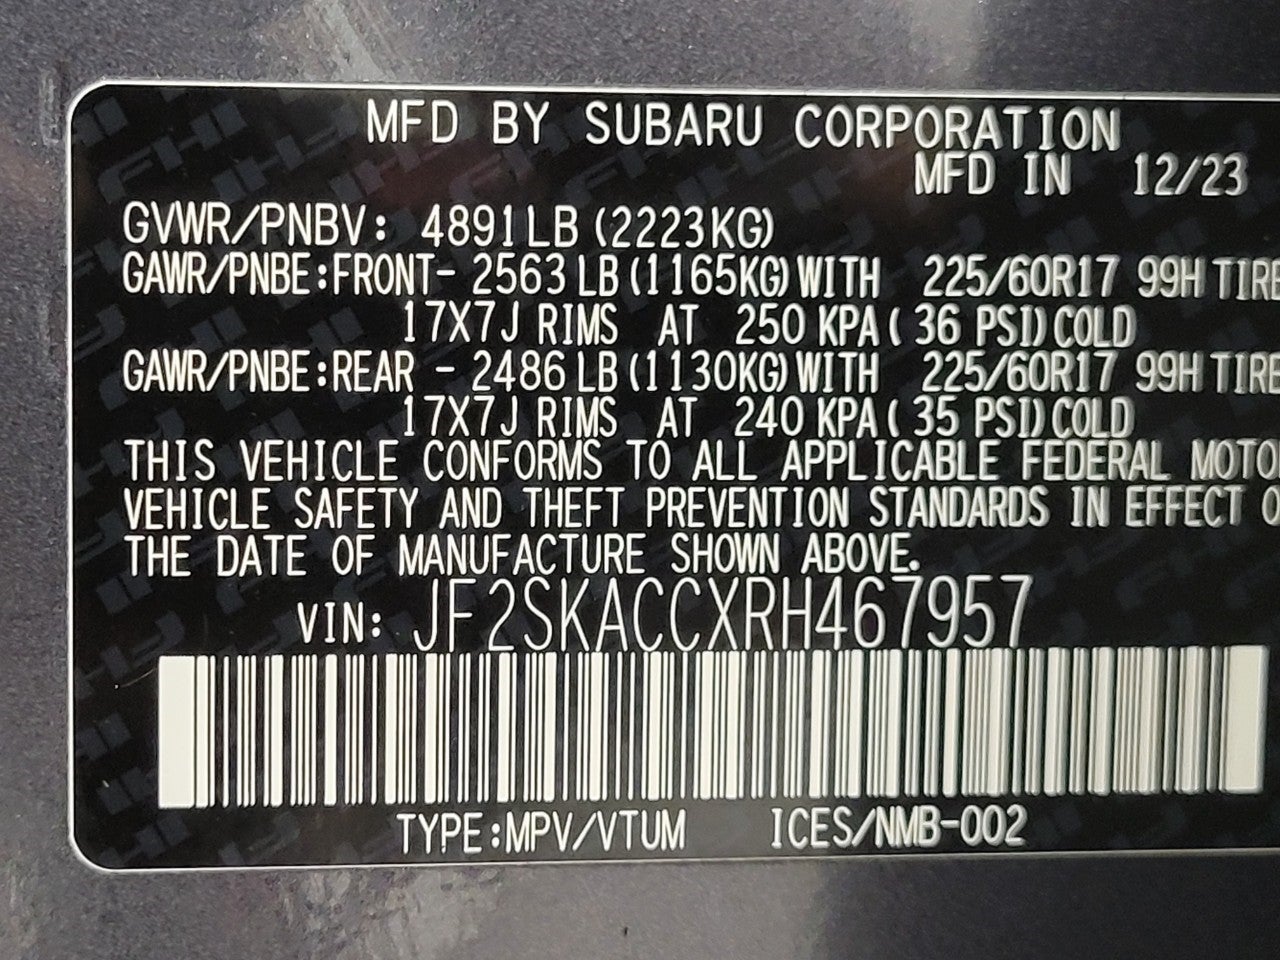 MFD BY SUBARU CORPORATION
MFD IN 12/23
GVWR/PNBV: 4891LB (2223KG)
GAWR/PNBE:FRONT- 2563 LB (1165KG) WITH 225/60R17 99H TIRE
17X7J RIMS AT 250 KPA ( 36 PSI) COLD
GAWR/PNBE:REAR - 2486 LB (1130KG) WITH 225/60R17 99H TIRE
17X7J RIMS AT 240 KPA ( 35 PSI) COLD
THIS VEHICLE CONFORMS TO ALL APPLICABLE FEDERAL MOTO
VEHICLE SAFETY AND THEFT PREVENTION STANDARDS IN EFFECT O
THE DATE OF MANUFACTURE SHOWN ABOVE.
VIN: JF2SKACCXRH467957
TYPE:MPV/VTUM ICES/NMB-002